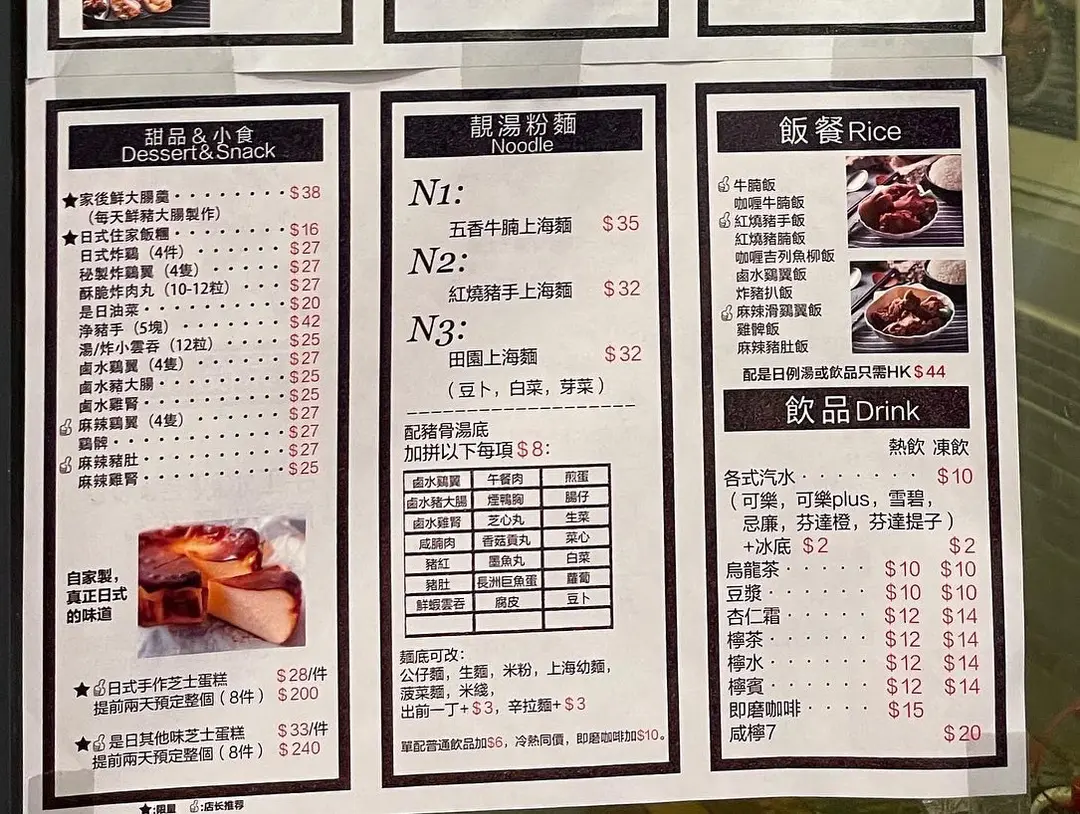 甜品&小食
Dessert&Snack
★家後鮮大腸羹········$38
（每天鮮豬大腸製作）
★日式住家飯糰·········$16
日式炸鷄（4件）·······$27
秘製炸鷄翼（4隻）·····$27
酥脆炸肉丸（10-12粒）···$27
是日油菜············$20
浄豬手（5塊）········$42
湯/炸小雲吞（12粒）····$25
鹵水鷄翼（4隻）·······$27
鹵水豬大腸··········$25
鹵水雞腎···········$25
麻辣鷄翼（4隻）······$27
鷄髀·············$27
麻辣豬肚···········$27
麻辣雞腎···········$25
自家製，
真正日式
的味道
★日式手作芝士蛋糕 $28/件
提前兩天預定整個（8件）$200
★是日其他味芝士蛋糕 $33/件
提前兩天預定整個（8件）$240
★:限量 :店长推荐
靚湯粉麵
Noodle
N1:
五香牛腩上海麵 $35
N2:
紅燒豬手上海麵 $32
N3:
田園上海麵 $32
（豆卜，白菜，芽菜）
配豬骨湯底
加拼以下每項$8:
鹵水鷄翼 午餐肉 煎蛋
鹵水豬大腸 煙鴨胸 腸仔
鹵水雞腎 芝心丸 生菜
咸腩肉 香菇貢丸 菜心
豬紅 墨魚丸 白菜
豬肚 長洲巨魚蛋 蘿蔔
鮮蝦雲吞 腐皮 豆卜
麵底可改:
公仔麵，生麵，米粉，上海幼麵，
菠菜麵，米綫，
出前一丁+$3，辛拉麵+$3
單配普通飲品加$6，冷熱同價，即磨咖啡加$10。
飯餐Rice
牛腩飯
咖喱牛腩飯
紅燒豬手飯
紅燒豬腩飯
咖喱吉列魚柳飯
鹵水鷄翼飯
炸豬扒飯
麻辣滑鷄翼飯
雞髀飯
麻辣豬肚飯
配是日例湯或飲品只需HK$44
飲品Drink
熱飲 凍飲
各式汽水······· $10
（可樂，可樂plus，雪碧，
忌廉，芬達橙，芬達提子）
+冰底 $2 $2
烏龍茶······ $10 $10
豆漿······· $10 $10
杏仁霜······ $12 $14
檸茶······· $12 $14
檸水······· $12 $14
檸賓······· $12 $14
即磨咖啡····· $15
咸檸7 $20